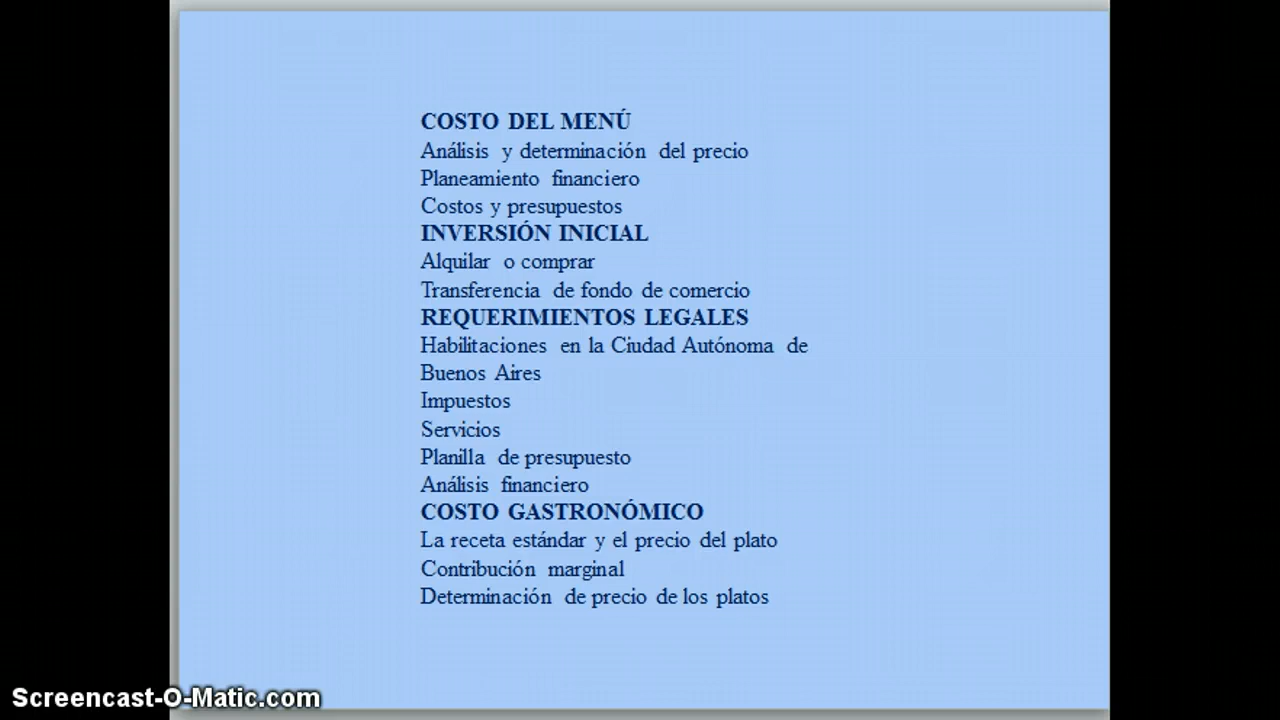 COSTO DEL MENÚ
Análisis y determinación del precio
Planeamiento financiero
Costos y presupuestos
INVERSIÓN INICIAL
Alquilar o comprar
Transferencia de fondo de comercio
REQUERIMIENTOS LEGALES
Habilitaciones en la Ciudad Autónoma de
Buenos Aires
Impuestos
Servicios
Planilla de presupuesto
Análisis financiero
COSTO GASTRONÓMICO
La receta estándar y el precio del plato
Contribución marginal
Determinación de precio de los platos
Screencast-O-Matic.com